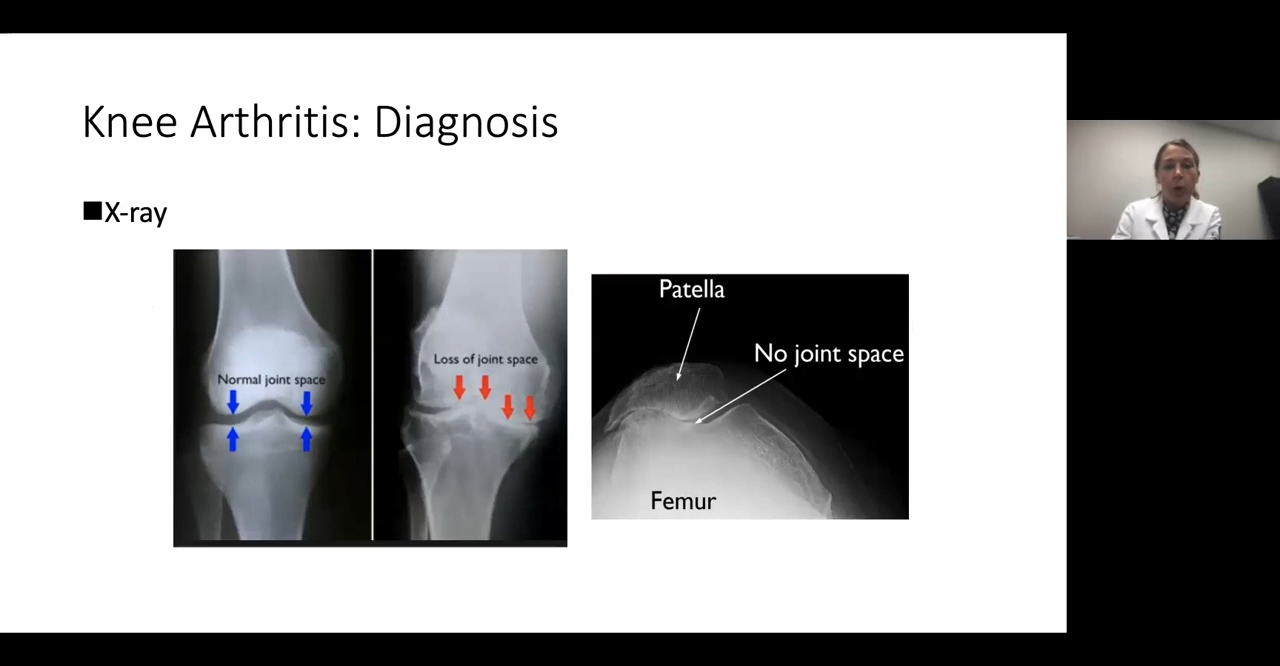 Knee Arthritis: Diagnosis
■X-ray
Normal joint space
Loss of joint space
Patella
No joint space
Femur